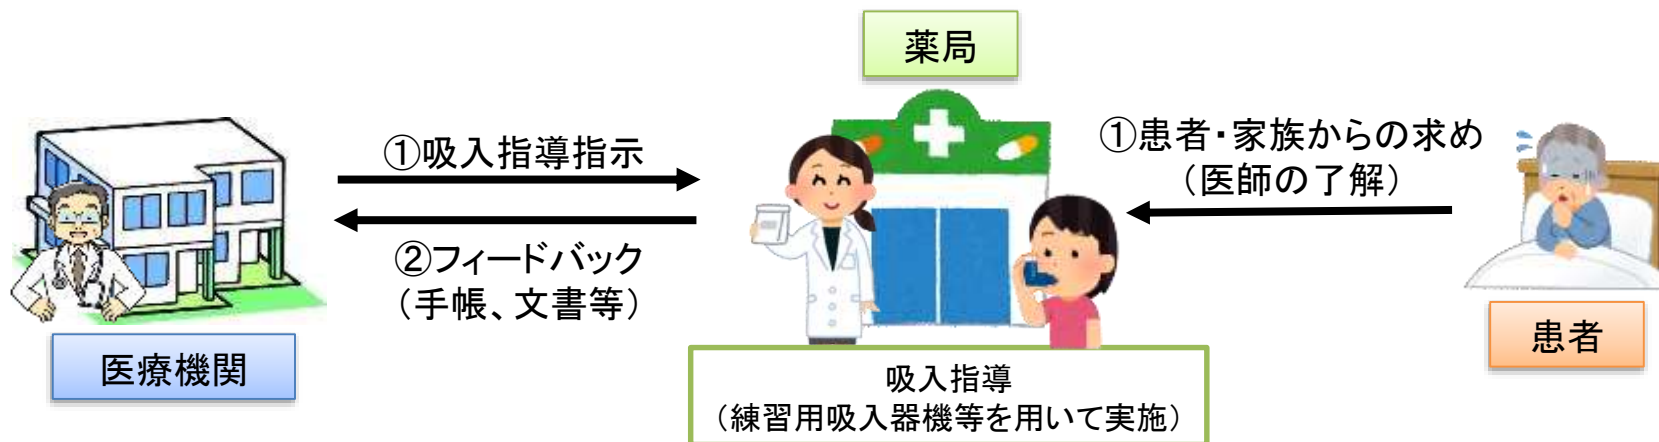 薬局
①吸入指導指示
①患者・家族からの求め
（医師の了解）
②フィードバック
（手帳、文書等）
医療機関
患者
吸入指導
（練習用吸入器機等を用いて実施）